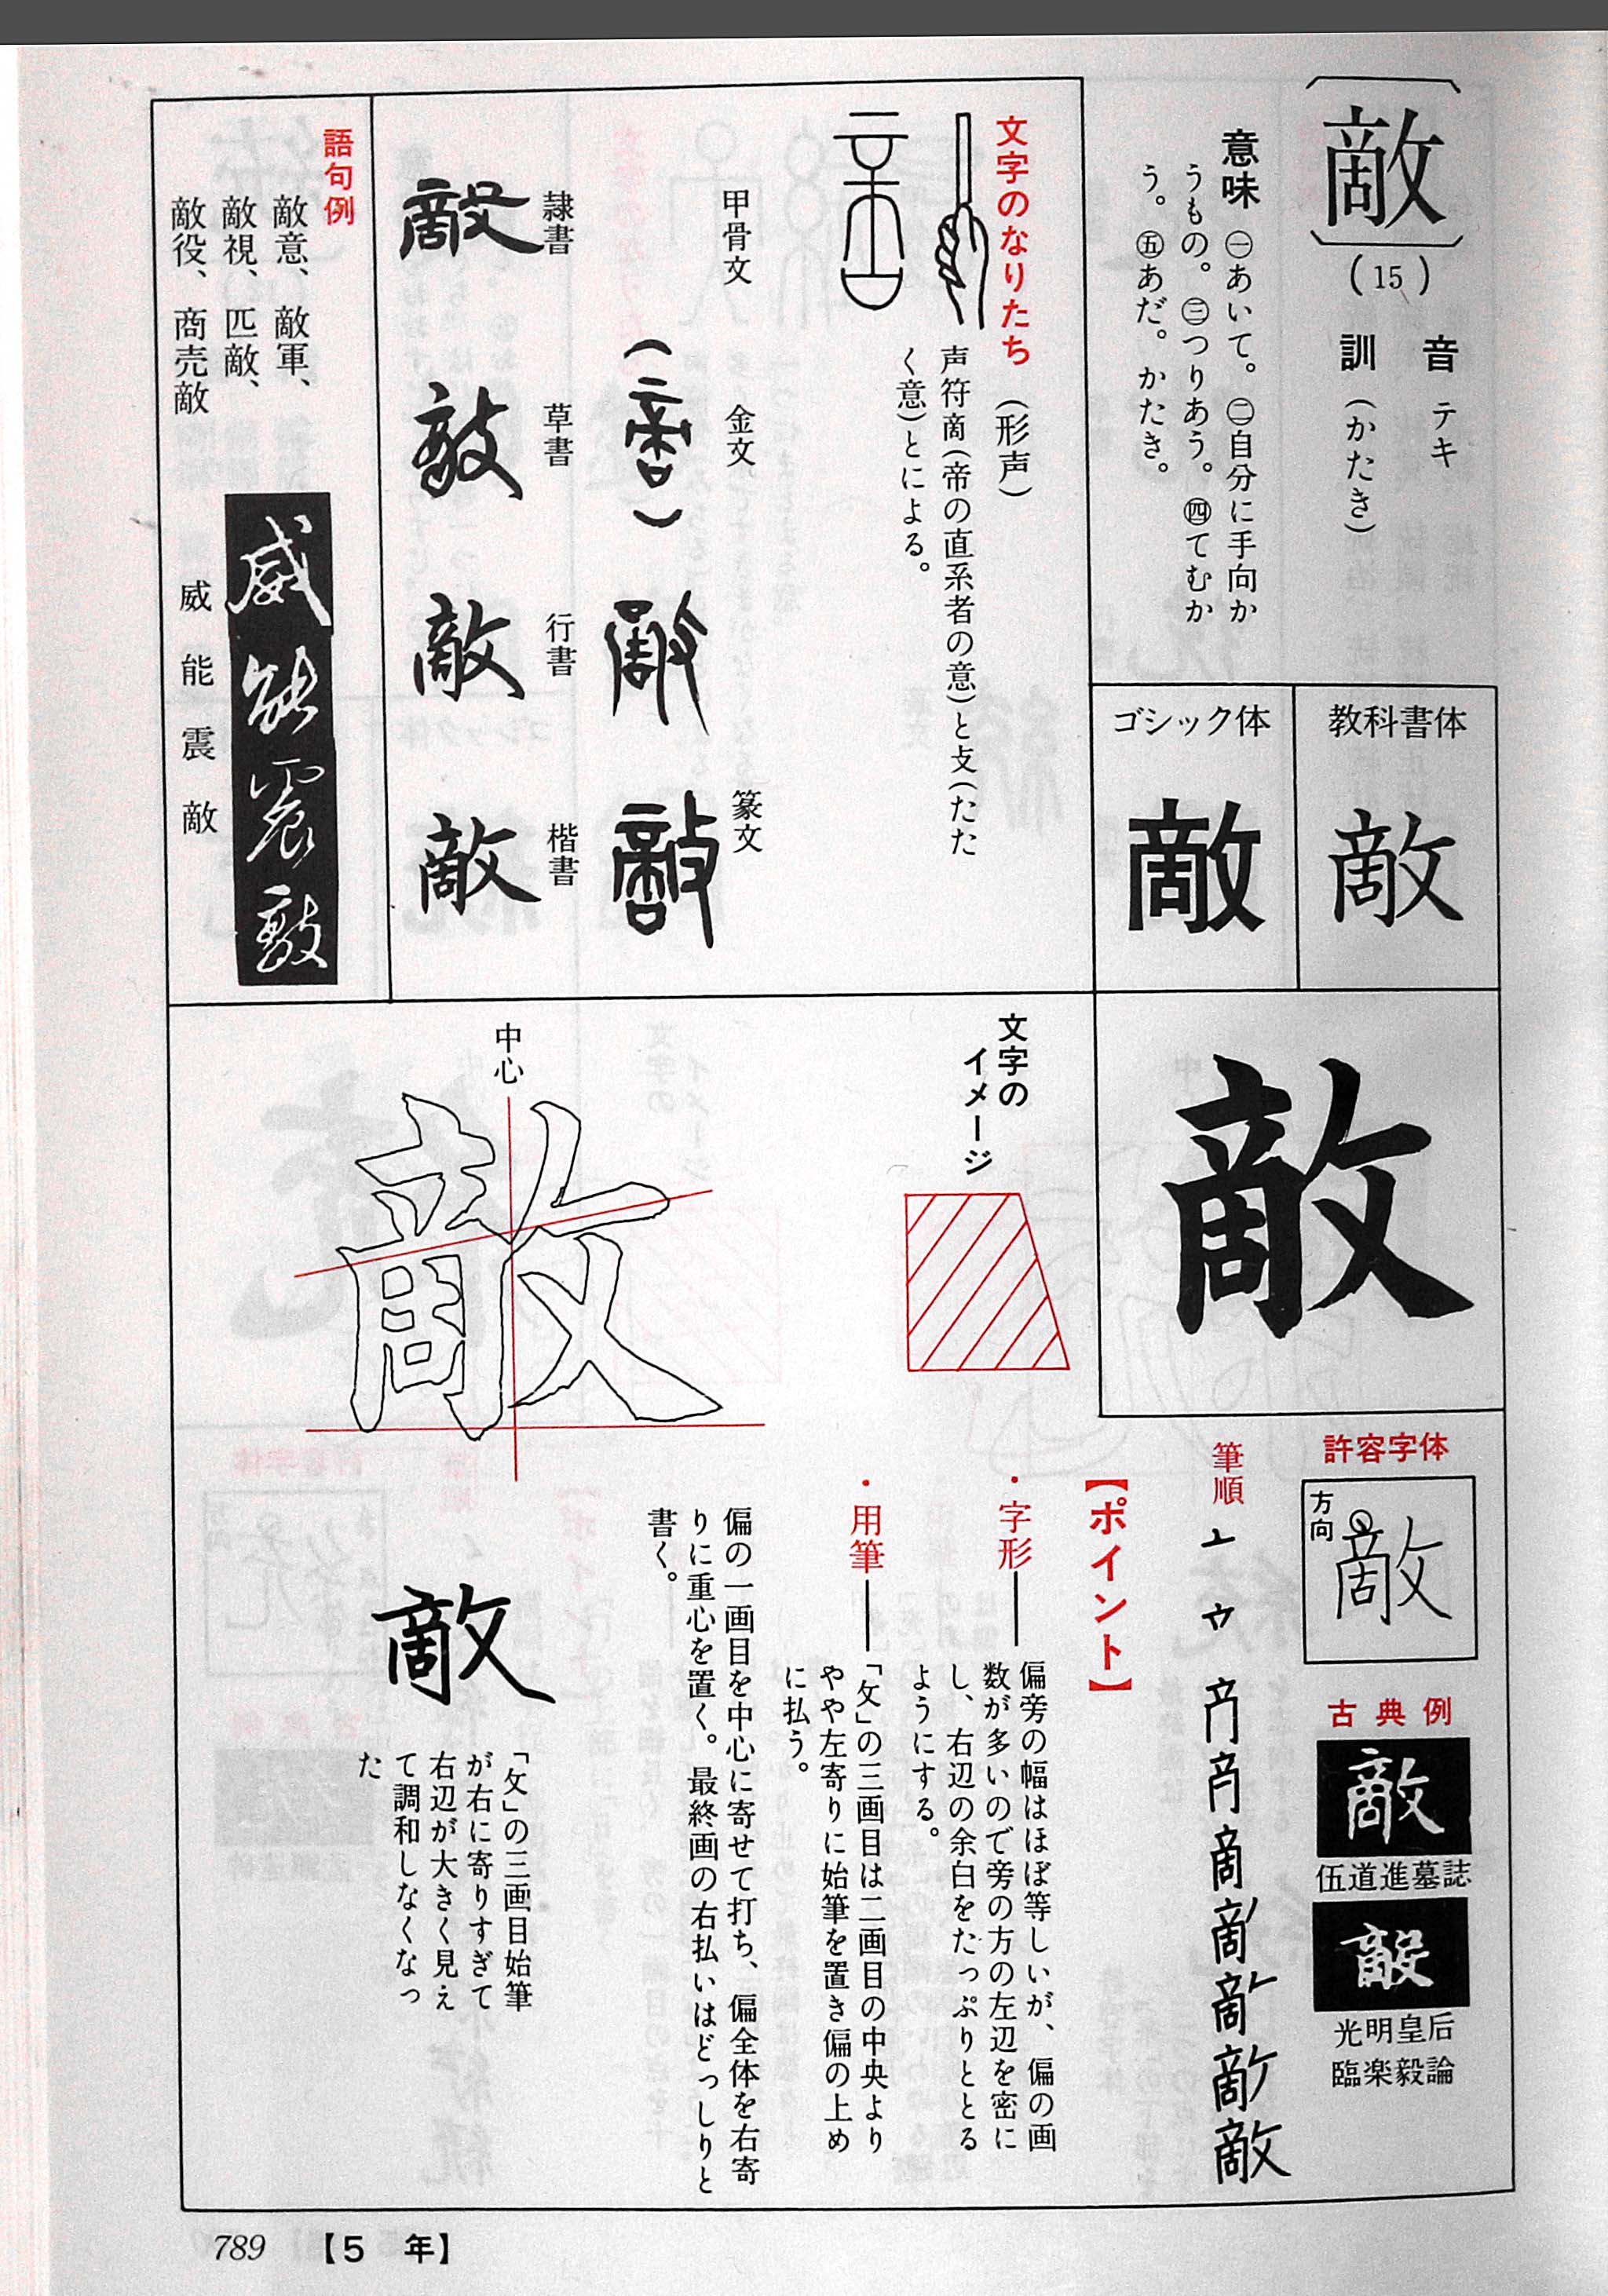 敵
(15)
音 テキ
訓 (かたき)
意味 ㊀あいて。㊁自分に手向か
うもの。㊂つりあう。㊃てむか
う。㊄あだ。かたき。
教科書体
敵
ゴシック体
敵
文字のなりたち (形声)
声符啇(帝の直系者の意)と攴(たた
く意)とによる。
甲骨文
金文
篆文
隷書
草書
行書
楷書
敵
敵
敵
敵
語句例
敵意、敵軍、
敵視、匹敵、
敵役、商売敵
威能震敵
威能震敵
敵
文字の
イメージ
中心
敵
許容字体
方向
敵
古典例
敵
伍道進墓誌
敵
光明皇后
臨楽毅論
筆順
敵
【ポイント】
・字形――偏旁の幅はほぼ等しいが、偏の画
数が多いので旁の方の左辺を密に
し、右辺の余白をたっぷりととる
ようにする。
・用筆――「攵」の三画目は二画目の中央より
やや左寄りに始筆を置き偏の上め
に払う。
偏の一画目を中心に寄せて打ち、偏全体を右寄
りに重心を置く。最終画の右払いはどっしりと
書く。
敵
「攵」の三画目始筆
が右に寄りすぎて
右辺が大きく見え
て調和しなくなっ
た
789 【5 年】